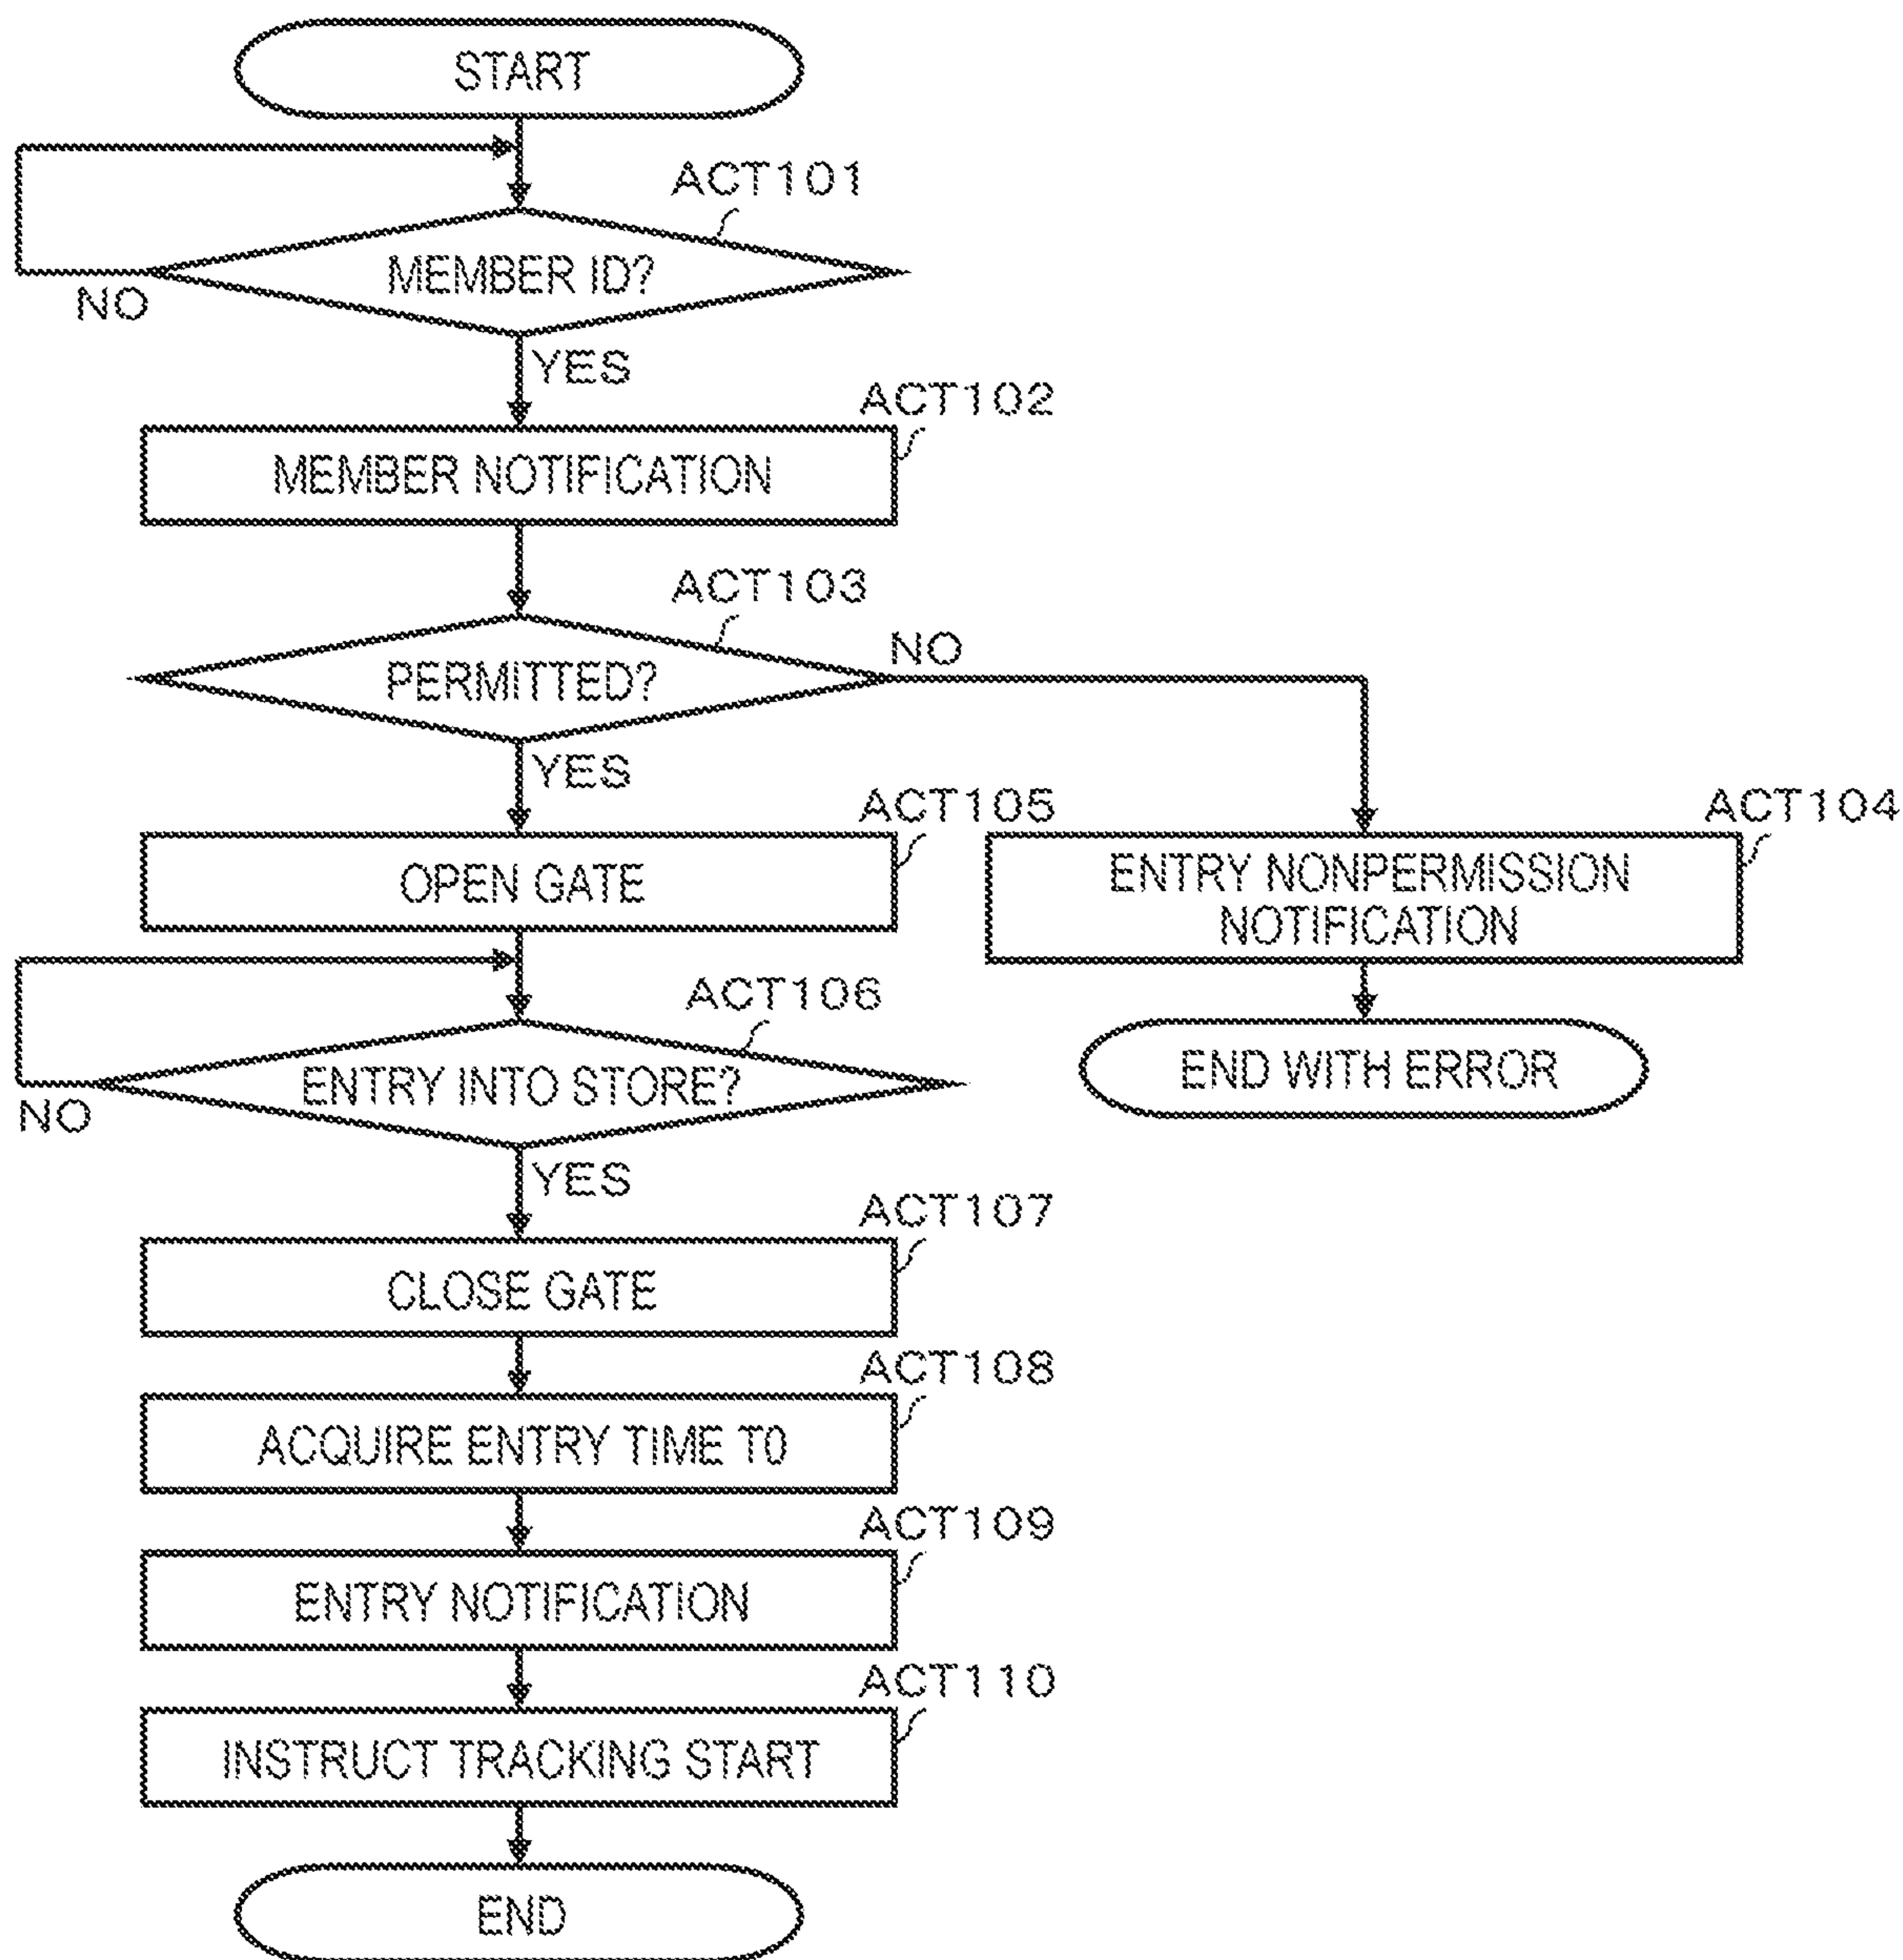 START
ACT101
MEMBER ID?
NO
YES
ACT102
MEMBER NOTIFICATION
ACT103
PERMITTED?
NO
YES
ACT105
OPEN GATE
ACT104
ENTRY NONPERMISSION
NOTIFICATION
ACT106
ENTRY INTO STORE?
NO
END WITH ERROR
YES
ACT107
CLOSE GATE
ACT108
ACQUIRE ENTRY TIME T0
ACT109
ENTRY NOTIFICATION
ACT110
INSTRUCT TRACKING START
END